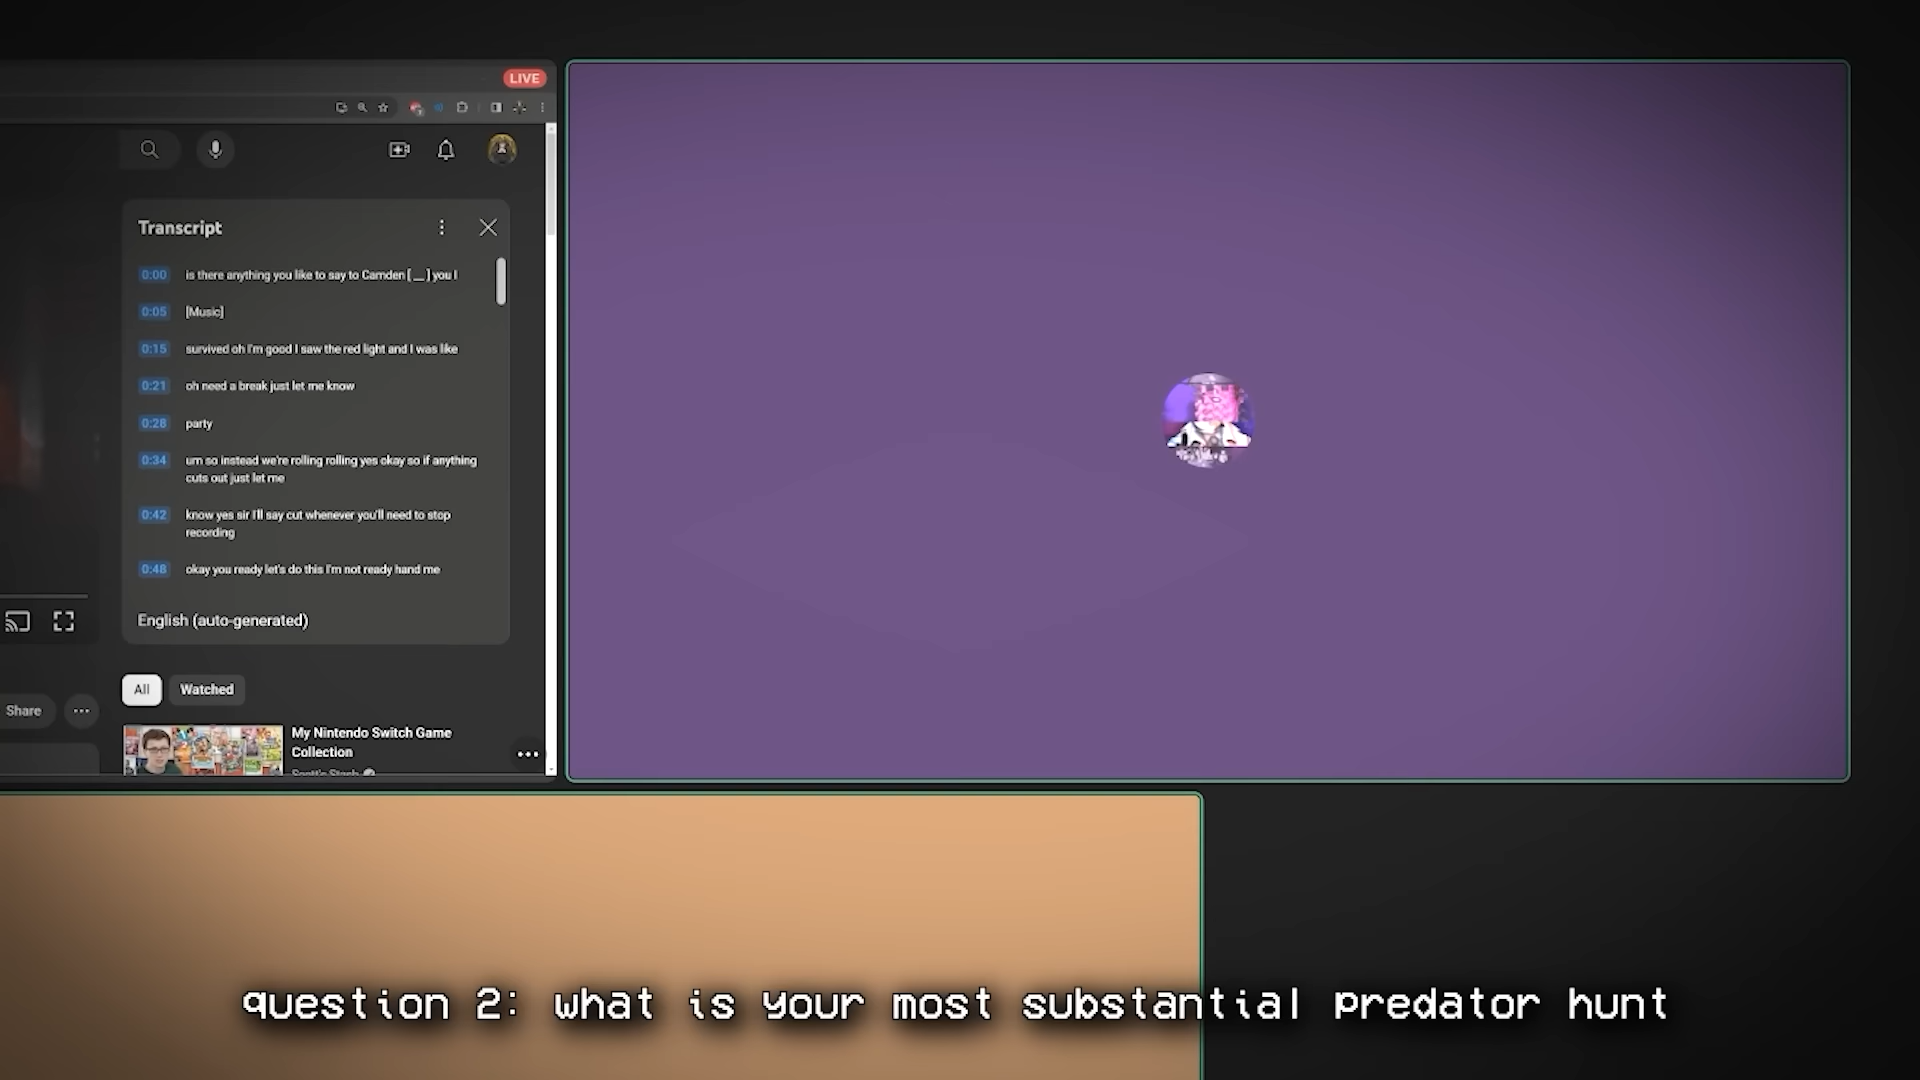 LIVE
Transcript
0:00 is there anything you like to say to Camden [ __ ] you I
0:05 [Music]
0:15 survived oh I'm good I saw the red light and I was like
0:21 oh need a break just let me know
0:28 party
0:34 um so instead we're rolling rolling yes okay so if anything
cuts out just let me
0:42 know yes sir I'll say cut whenever you'll need to stop
recording
0:48 okay you ready let's do this I'm not ready hand me
English (auto-generated)
All Watched
Share
My Nintendo Switch Game
Collection
Scott's Stash
question 2: what is your most substantial predator hunt